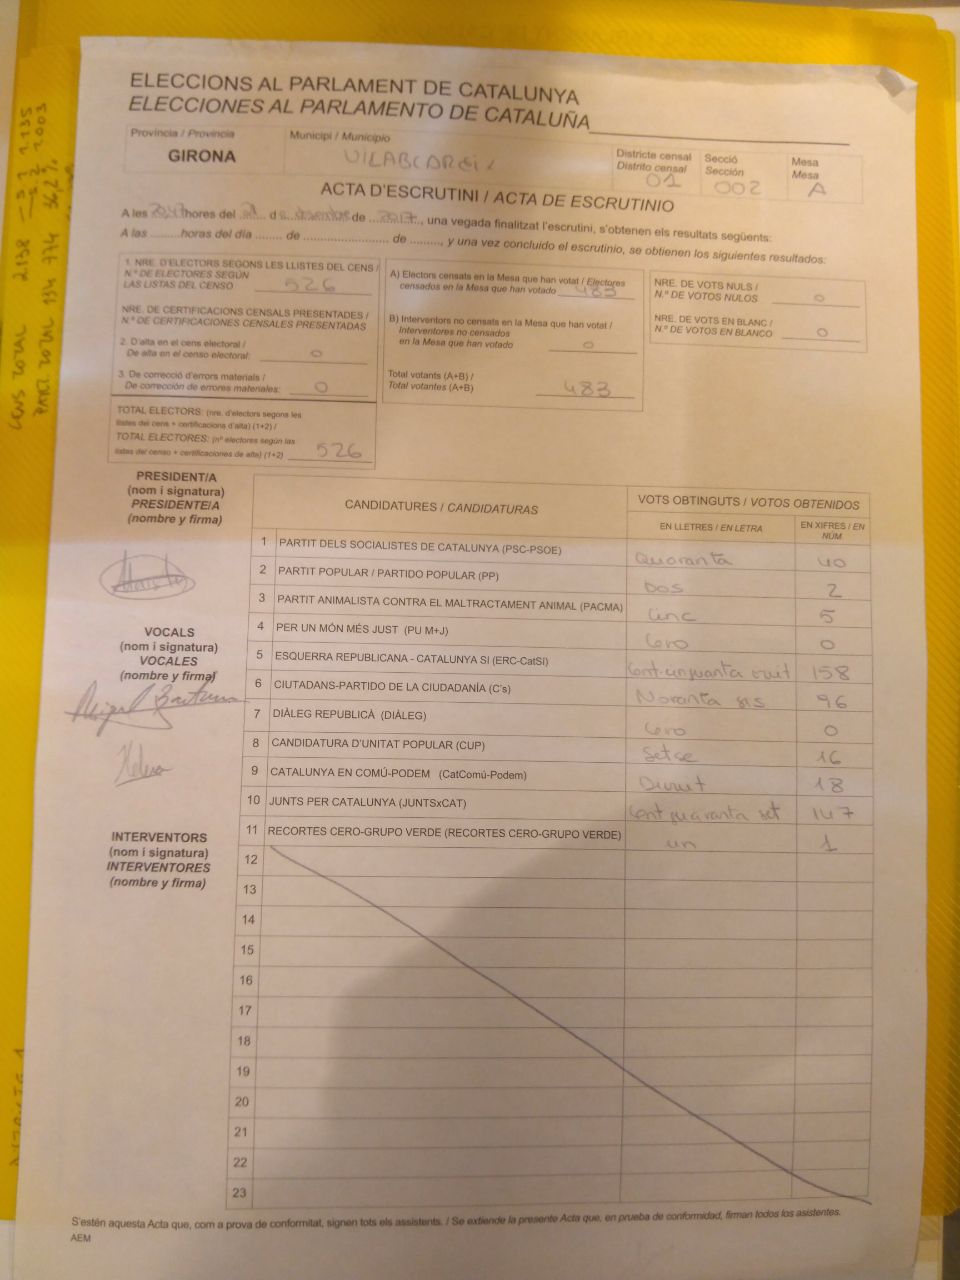 ELECCIONS AL PARLAMENT DE CATALUNYA
ELECCIONES AL PARLAMENTO DE CATALUÑA
Província / Provincia
GIRONA
Municipi / Municipio
Districte censal
Distrito censal
01
Secció
Sección
002
Mesa
Mesa
A
ACTA D'ESCRUTINI / ACTA DE ESCRUTINIO
A les hores del 21 d de 2017, una vegada finalitzat l'escrutini, s'obtenen els resultats següents:
A las .........horas del día ........ de .......................... de .........., y una vez concluido el escrutinio, se obtienen los siguientes resultados:
1. NRE. D'ELECTORS SEGONS LES LLISTES DEL CENS /
N.º DE ELECTORES SEGÚN
LAS LISTAS DEL CENSO 526
NRE. DE CERTIFICACIONS CENSALS PRESENTADES /
N.º DE CERTIFICACIONES CENSALES PRESENTADAS
2. D'alta en el cens electoral /
De alta en el censo electoral: 0
3. De correcció d'errors materials /
De corrección de errores materiales: 0
TOTAL ELECTORS: (nre. d'electors segons les
llistes del cens + certificacions d'alta) (1+2) /
TOTAL ELECTORES: (nº electores según las
listas del censo + certificaciones de alta) (1+2) 526
A) Electors censats en la Mesa que han votat / Electores
censados en la Mesa que han votado 483
B) Interventors no censats en la Mesa que han votat /
Interventores no censados
en la Mesa que han votado 0
Total votants (A+B) /
Total votantes (A+B) 483
NRE. DE VOTS NULS /
N.º DE VOTOS NULOS 0
NRE. DE VOTS EN BLANC /
N.º DE VOTOS EN BLANCO 0
PRESIDENT/A
(nom i signatura)
PRESIDENTE/A
(nombre y firma)
VOCALS
(nom i signatura)
VOCALES
(nombre y firma)
INTERVENTORS
(nom i signatura)
INTERVENTORES
(nombre y firma)
CANDIDATURES / CANDIDATURAS
VOTS OBTINGUTS / VOTOS OBTENIDOS
EN LLETRES / EN LETRA
EN XIFRES / EN NÚM
1 PARTIT DELS SOCIALISTES DE CATALUNYA (PSC-PSOE) Quaranta 40
2 PARTIT POPULAR / PARTIDO POPULAR (PP) Dos 2
3 PARTIT ANIMALISTA CONTRA EL MALTRACTAMENT ANIMAL (PACMA) Cinc 5
4 PER UN MÓN MÉS JUST (PU M+J) Cero 0
5 ESQUERRA REPUBLICANA - CATALUNYA SI (ERC-CatSí) 158
6 CIUTADANS-PARTIDO DE LA CIUDADANÍA (C's) Noranta sis 96
7 DIÀLEG REPUBLICÀ (DIÀLEG) Cero 0
8 CANDIDATURA D'UNITAT POPULAR (CUP) Setze 16
9 CATALUNYA EN COMÚ-PODEM (CatComú-Podem) Divuit 18
10 JUNTS PER CATALUNYA (JUNTSxCAT) Cent quaranta set 147
11 RECORTES CERO-GRUPO VERDE (RECORTES CERO-GRUPO VERDE) un 1
12
13
14
15
16
17
18
19
20
21
22
23
S'estén aquesta Acta que, com a prova de conformitat, signen tots els assistents. / Se extiende la presente Acta que, en prueba de conformidad, firman todos los asistentes.
AEM
CENS TOTAL 2138